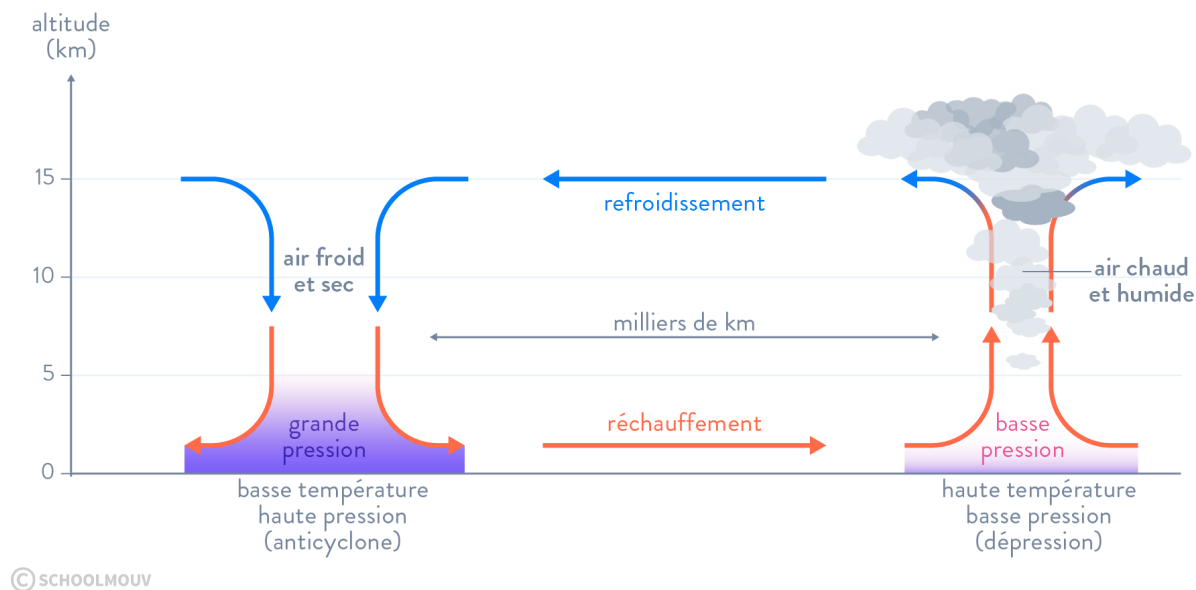 altitude
(km)
15
refroidissement
air froid
et sec
10
air chaud
et humide
milliers de km
5
grande
pression
réchauffement
basse
pression
0
basse température
haute pression
(anticyclone)
haute température
basse pression
(dépression)
© SCHOOLMOUV